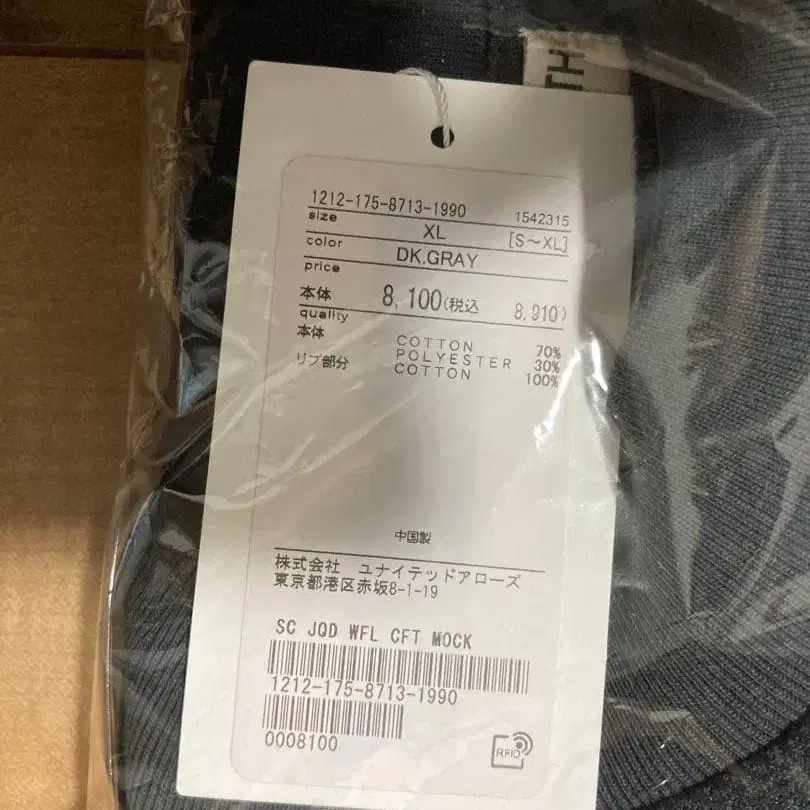 1212-175-8713-1990 1542315
size XL [S～XL]
color DK.GRAY
price
本体 8,100(税込 8,910)
quality
本体 COTTON 70%
POLYESTER 30%
リブ部分 COTTON 100%
中国製
株式会社 ユナイテッドアローズ
東京都港区赤坂8-1-19
SC JQD WFL CFT MOCK
1212-175-8713-1990
0008100
RFID